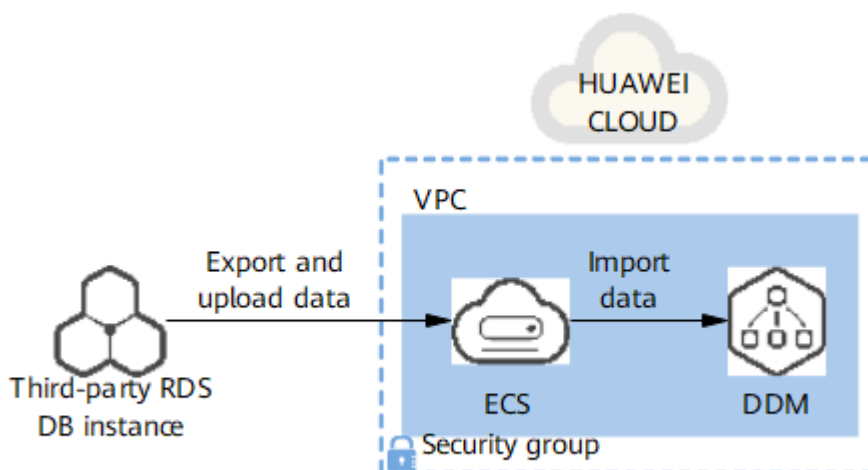 HUAWEI
CLOUD
VPC
Export and
upload data
Import
data
Third-party RDS
DB instance
ECS
DDM
Security group